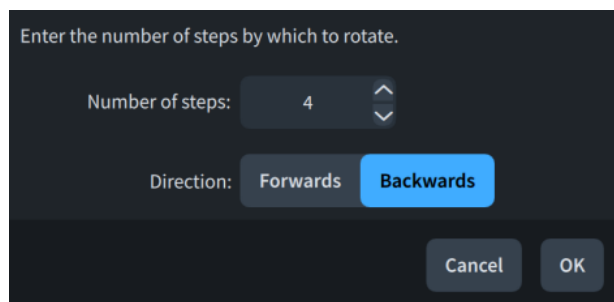 Enter the number of steps by which to rotate.
Number of steps: 4
Direction: Forwards Backwards
Cancel OK